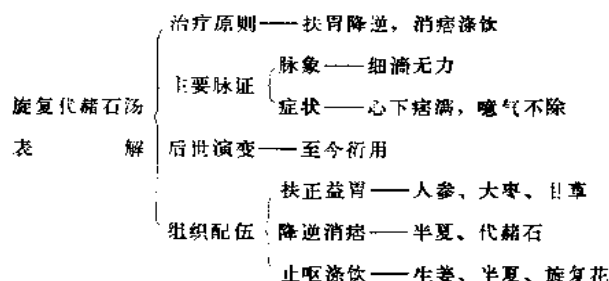 治疗原则——扶胃降逆，消痞涤饮
脉象——细濡无力
主要脉证
症状——心下痞满，噫气不除
旋复代赭石汤
表 解
后世演变——至今衍用
扶正益胃——人参、大枣、甘草
组织配伍
降逆消痞——半夏、代赭石
止呕涤饮——生姜、半夏、旋复花